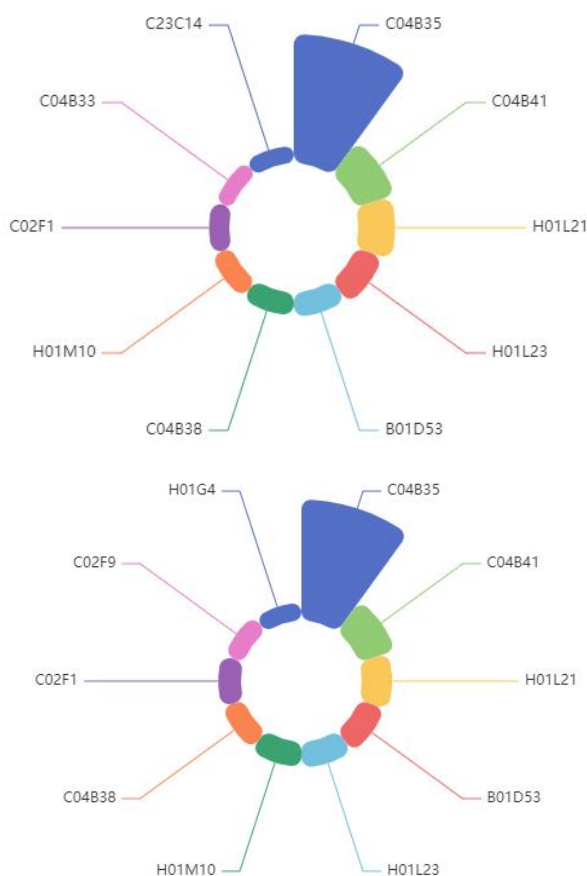 C23C14 C04B35
C04B33 C04B41
C02F1 H01L21
H01M10 H01L23
C04B38 B01D53
H01G4 C04B35
C02F9 C04B41
C02F1 H01L21
C04B38 B01D53
H01M10 H01L23